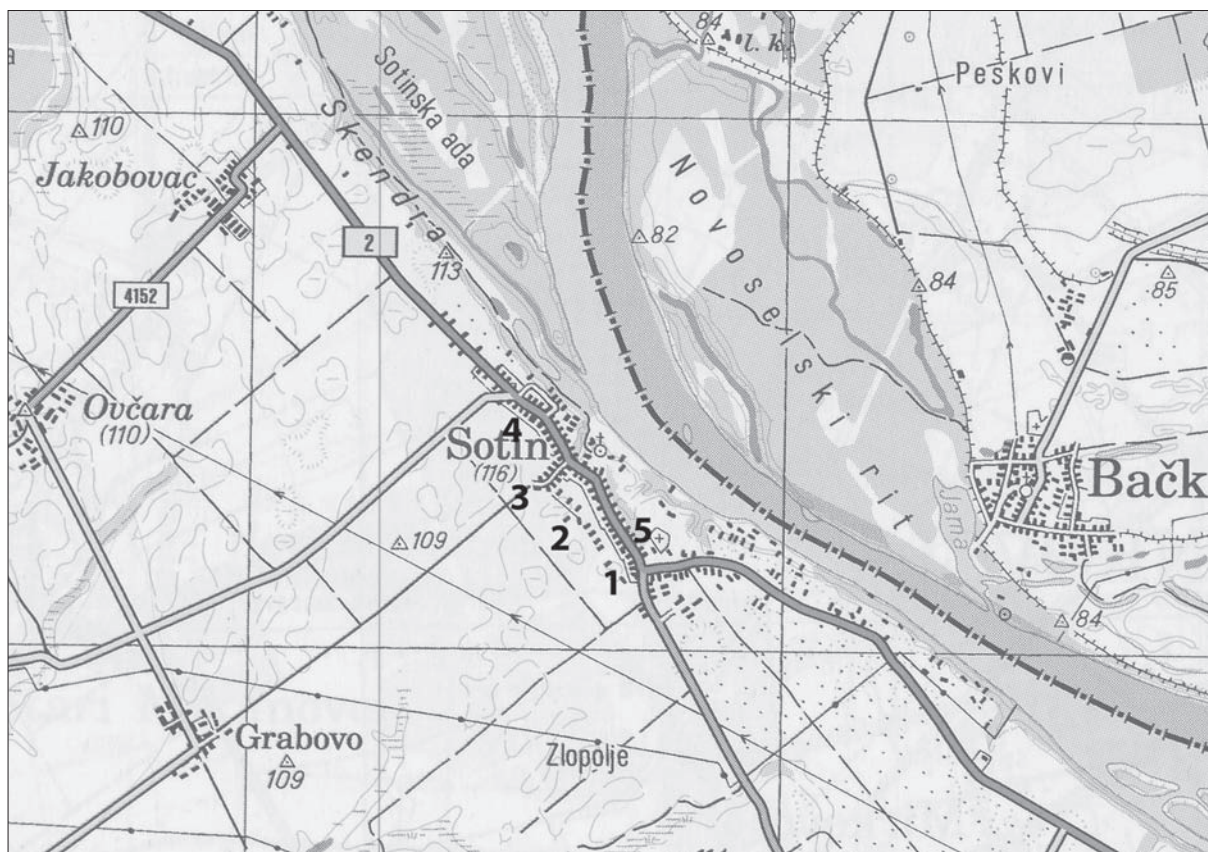 84
l. k.
Peskovi
110
Sotinska ada
Skendra
Jakobovac
Novoselski rit
2
82
113
84
85
4152
Ovčara
(110)
4
Sotin
(116)
3
Bačk
Jama
109
2
5
1
84
Grabovo
109
Zlopolje